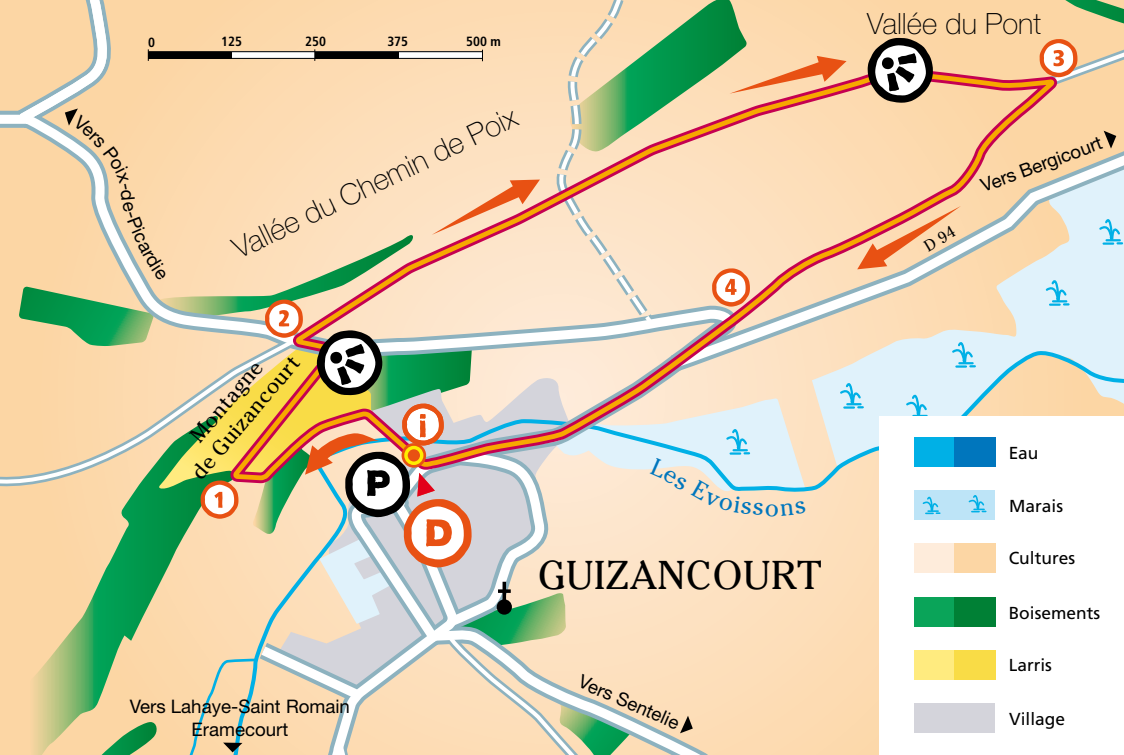 Vallée du Pont
0 125 250 375 500 m
3
Vers Poix-de-Picardie
Vallée du Chemin de Poix
Vers Bergicourt
D 94
4
2
Montagne
de Guizancourt
i
1
P
D
Les Evoissons
GUIZANCOURT
Vers Sentelie
Vers Lahaye-Saint Romain
Eramecourt
Eau
Marais
Cultures
Boisements
Larris
Village